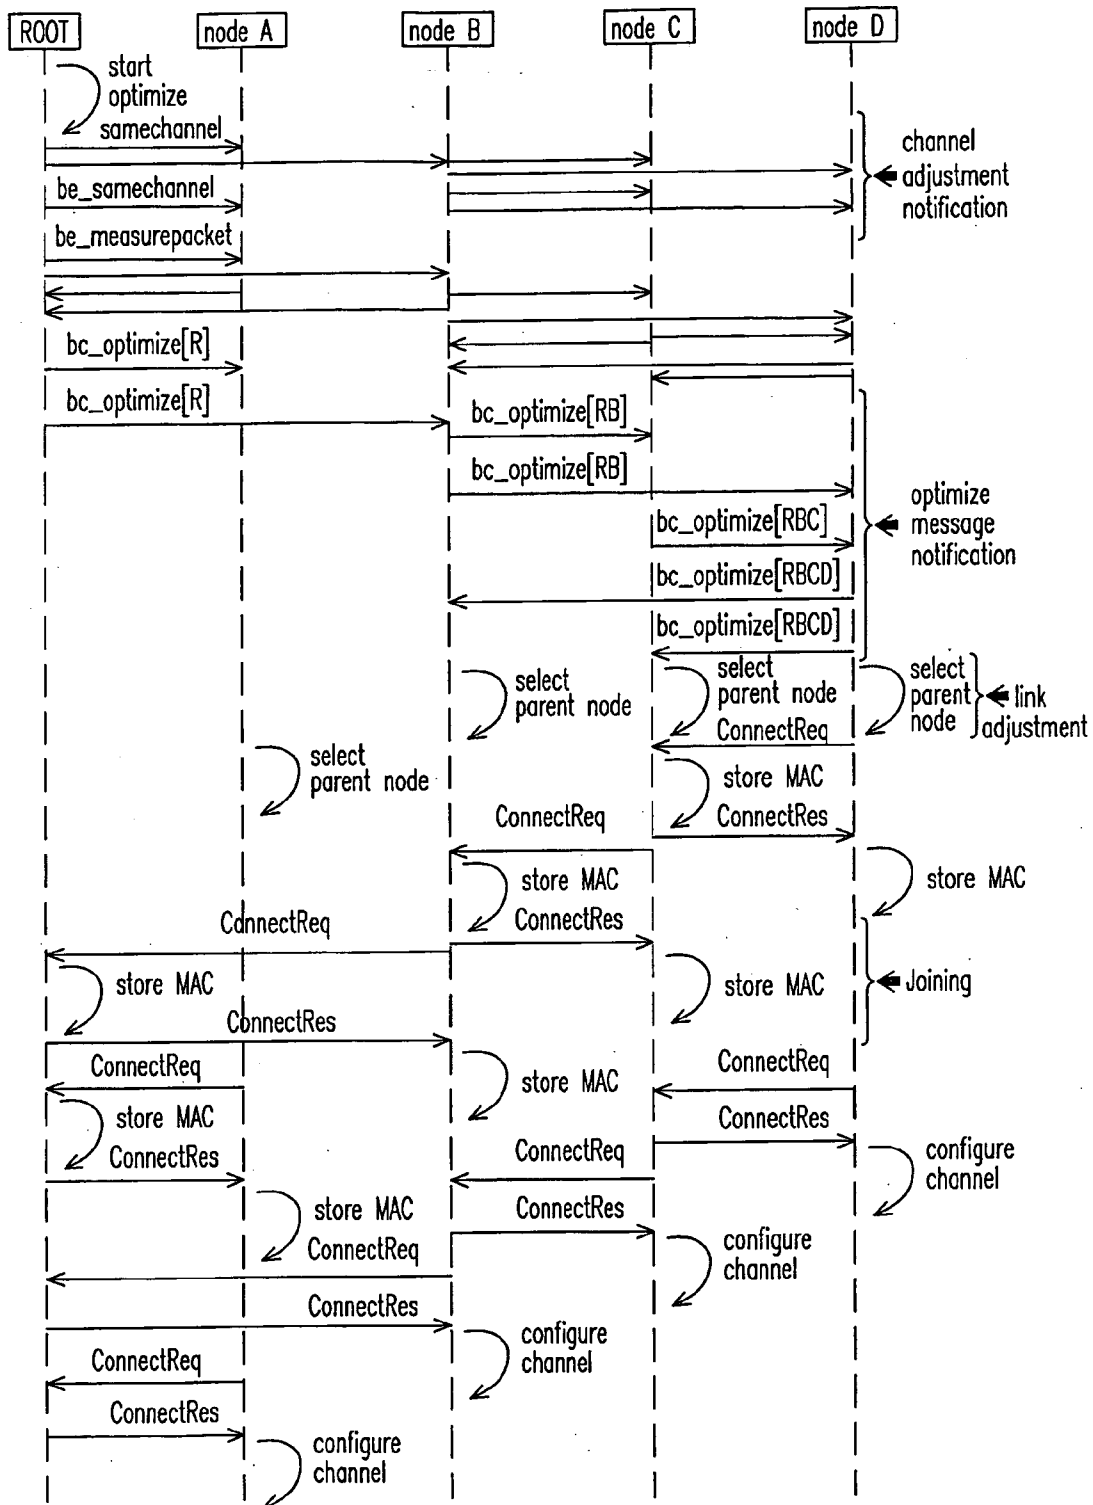 ROOT
node A
node B
node C
node D
start
optimize
samechannel
channel
adjustment
notification
be_samechannel
be_measurepacket
bc_optimize[R]
bc_optimize[R]
bc_optimize[RB]
bc_optimize[RB]
optimize
message
notification
bc_optimize[RBC]
bc_optimize[RBCD]
bc_optimize[RBCD]
select
parent node
select
parent node
select
parent
node
link
adjustment
ConnectReq
select
parent node
store MAC
ConnectRes
ConnectReq
store MAC
store MAC
ConnectRes
ConnectReq
store MAC
store MAC
Joining
ConnectRes
ConnectReq
store MAC
ConnectReq
store MAC
ConnectRes
ConnectRes
ConnectReq
configure
channel
store MAC
ConnectRes
ConnectReq
configure
channel
ConnectRes
configure
channel
ConnectReq
ConnectRes
configure
channel